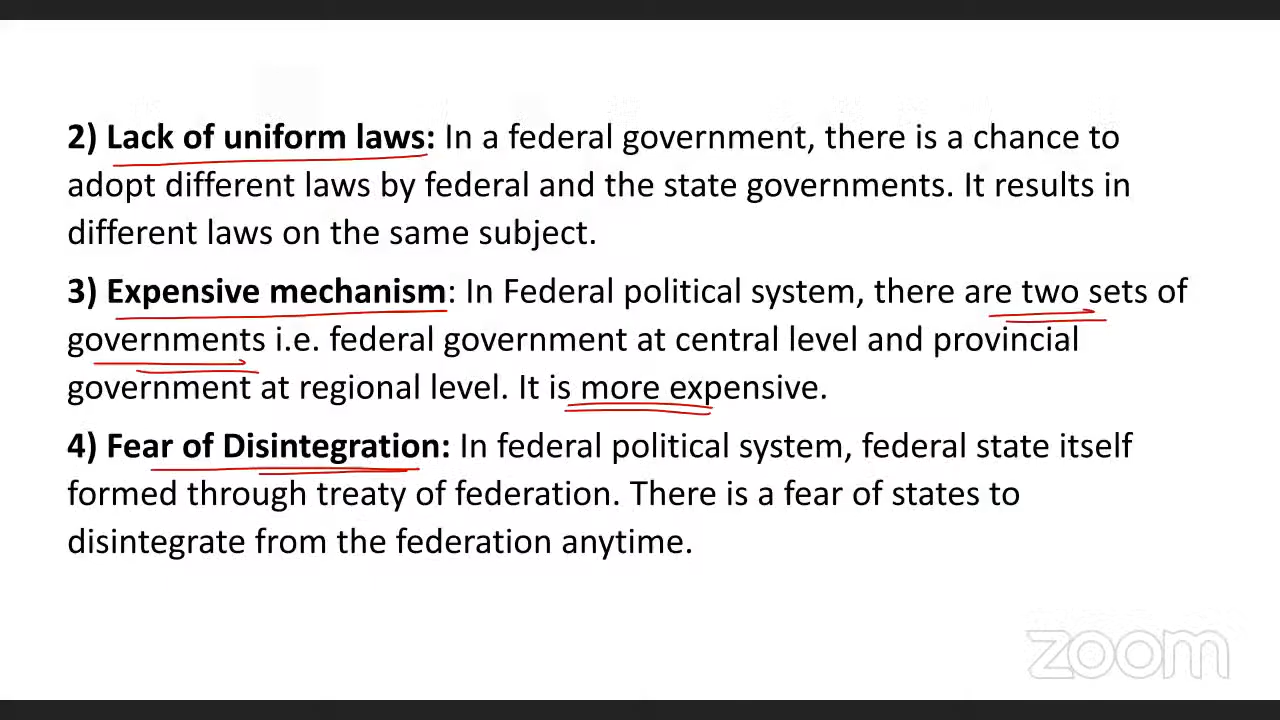 2) Lack of uniform laws: In a federal government, there is a chance to
adopt different laws by federal and the state governments. It results in
different laws on the same subject.
3) Expensive mechanism: In Federal political system, there are two sets of
governments i.e. federal government at central level and provincial
government at regional level. It is more expensive.
4) Fear of Disintegration: In federal political system, federal state itself
formed through treaty of federation. There is a fear of states to
disintegrate from the federation anytime.
zoom